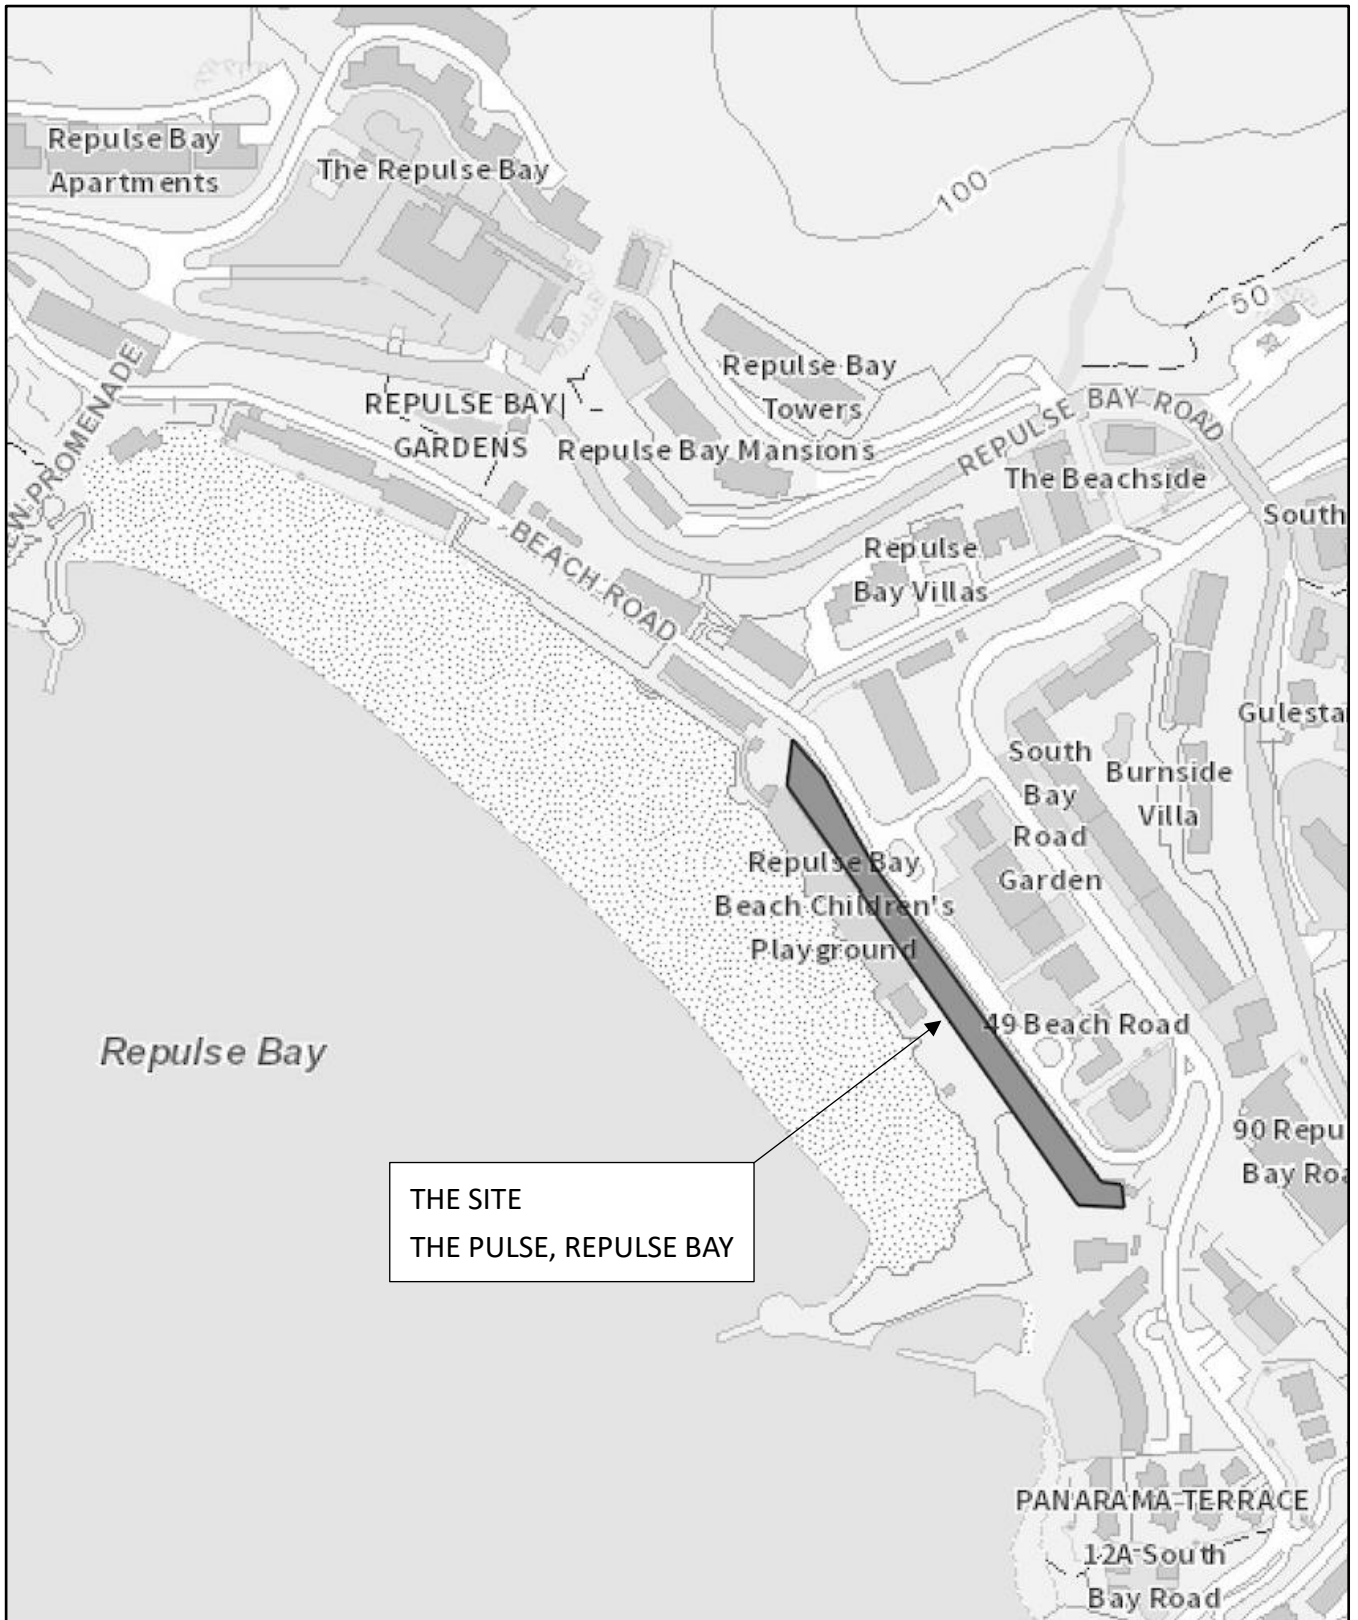 Repulse Bay
Apartments
The Repulse Bay
100
50
Repulse Bay
Towers
NEW PROMENADE
REPULSE BAY
GARDENS
Repulse Bay Mansions
REPULSE BAY ROAD
The Beachside
South
BEACH ROAD
Repulse
Bay Villas
Gulesta
South
Bay
Road
Garden
Burnside
Villa
Repulse Bay
Beach Children's
Playground
49 Beach Road
Repulse Bay
90 Repu
Bay Roa
THE SITE
THE PULSE, REPULSE BAY
PANARAMA TERRACE
12A South
Bay Road